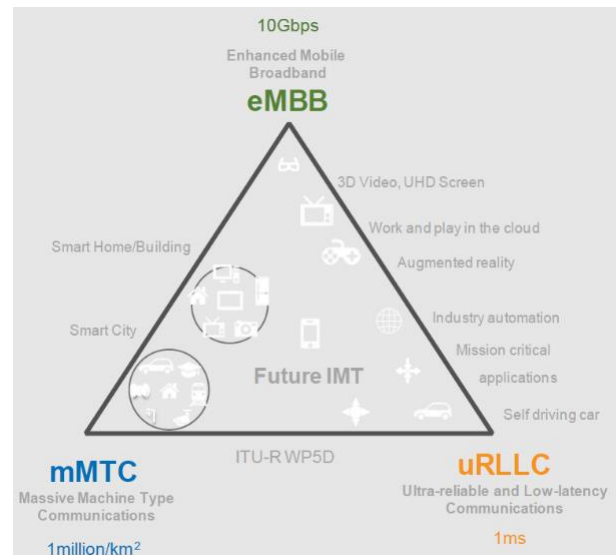 10Gbps
Enhanced Mobile
Broadband
eMBB
3D Video, UHD Screen
Work and play in the cloud
Smart Home/Building
Augmented reality
Industry automation
Smart City
Mission critical
applications
Future IMT
Self driving car
ITU-R WP5D
mMTC
Massive Machine Type
Communications
1million/km²
uRLLC
Ultra-reliable and Low-latency
Communications
1ms